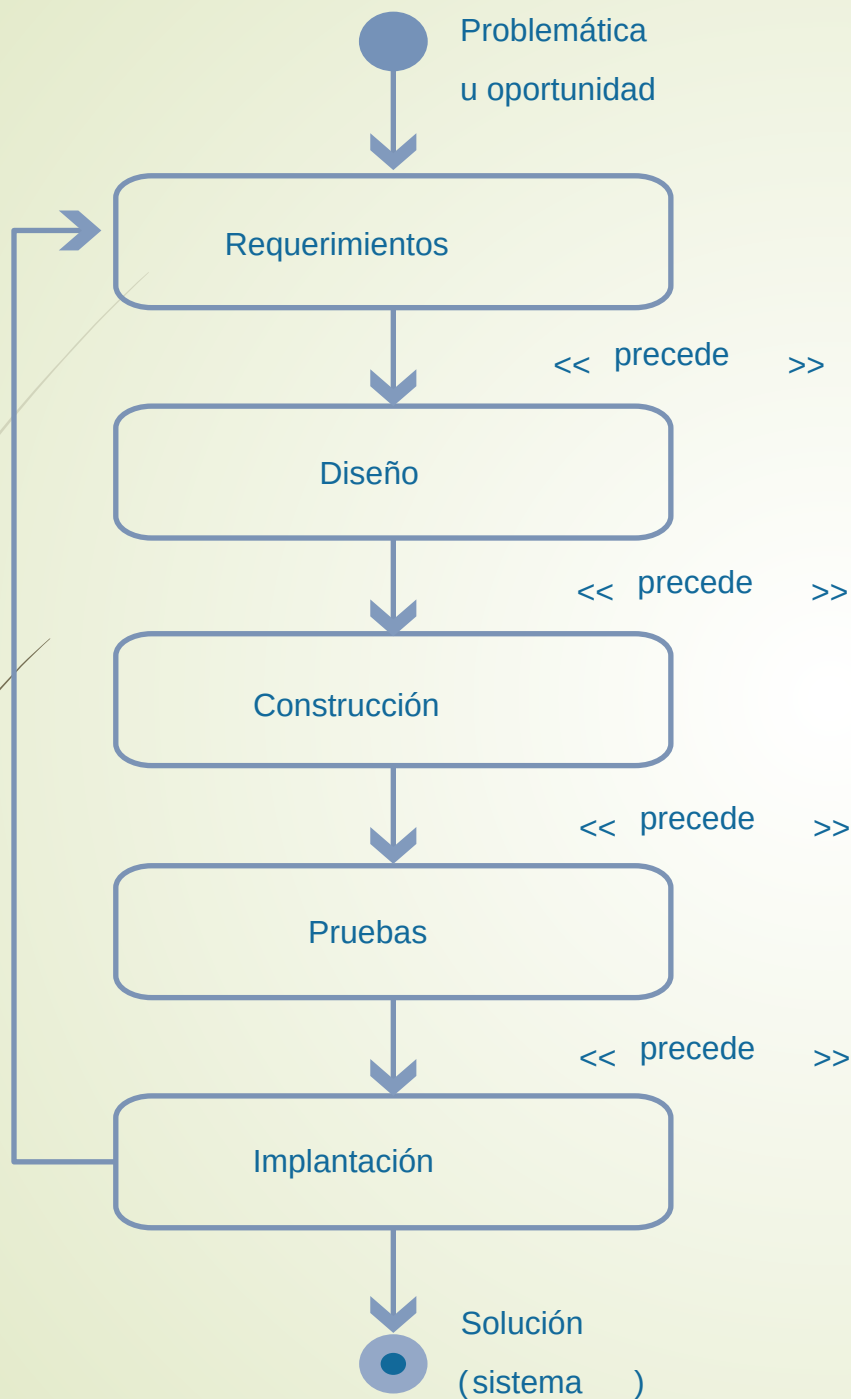 Problemática
u oportunidad
Requerimientos
<< precede >>
Diseño
<< precede >>
Construcción
<< precede >>
Pruebas
<< precede >>
Implantación
Solución
(sistema )